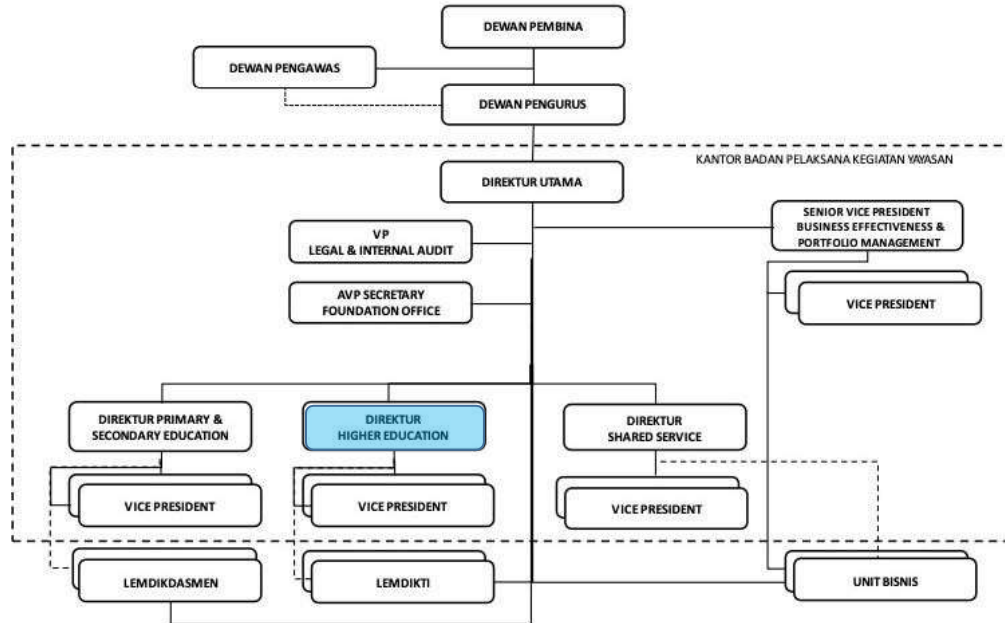 DEWAN PEMBINA
DEWAN PENGAWAS
DEWAN PENGURUS
KANTOR BADAN PELAKSANA KEGIATAN YAYASAN
DIREKTUR UTAMA
SENIOR VICE PRESIDENT
BUSINESS EFFECTIVENESS &
PORTFOLIO MANAGEMENT
VP
LEGAL & INTERNAL AUDIT
VICE PRESIDENT
AVP SECRETARY
FOUNDATION OFFICE
DIREKTUR PRIMARY &
SECONDARY EDUCATION
DIREKTUR
HIGHER EDUCATION
DIREKTUR
SHARED SERVICE
VICE PRESIDENT
VICE PRESIDENT
VICE PRESIDENT
LEMDIKDASMEN
LEMDIKTI
UNIT BISNIS